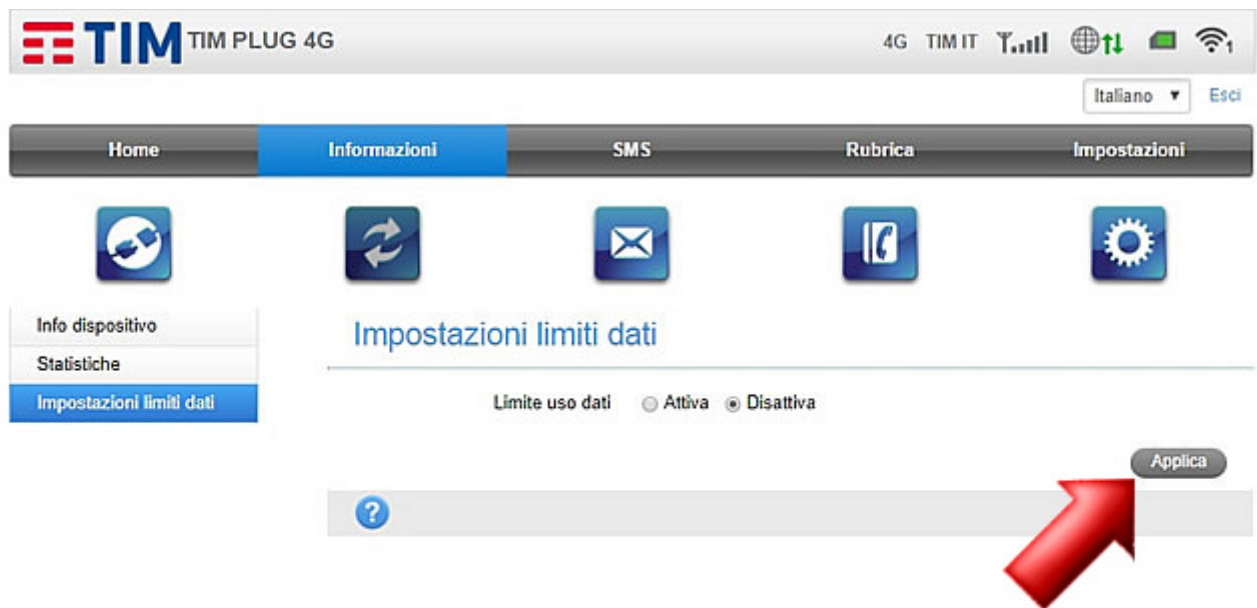 TIM TIM PLUG 4G 4G TIM IT 1
Italiano Esci
Home Informazioni SMS Rubrica Impostazioni
Info dispositivo
Statistiche
Impostazioni limiti dati
Impostazioni limiti dati
Limite uso dati Attiva Disattiva
Applica
?